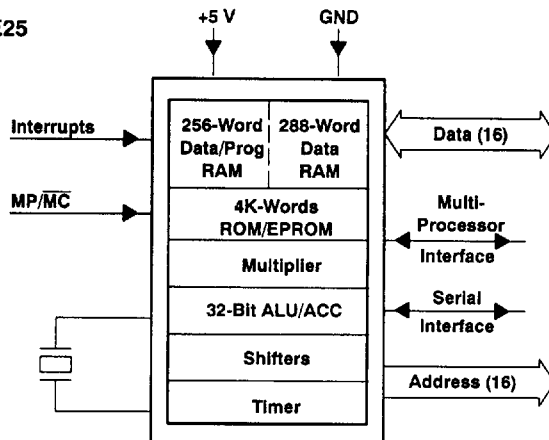 +5 V
GND
E25
Interrupts
256-Word
Data/Prog
RAM
288-Word
Data
RAM
Data (16)
MP/M̅C̅
4K-Words
ROM/EPROM
Multi-
Processor
Interface
Multiplier
32-Bit ALU/ACC
Serial
Interface
Shifters
Address (16)
Timer